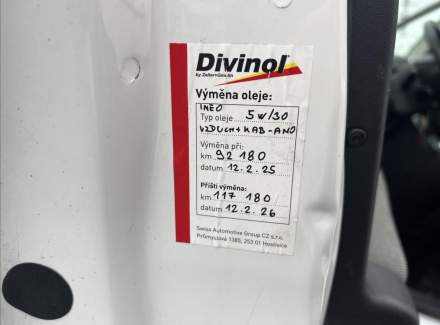 Divinol
by Zeller+Gmelin
Výměna oleje:
INEO
Typ oleje 5W/30
VZDUCH + KAB - ANO
Výměna při:
km 92 180
datum 12.2.25
Příští výměna:
km 117 180
datum 12.2.26
Swiss Automotive Group CZ s.r.o.
Průmyslová 1385, 253 01 Hostivice